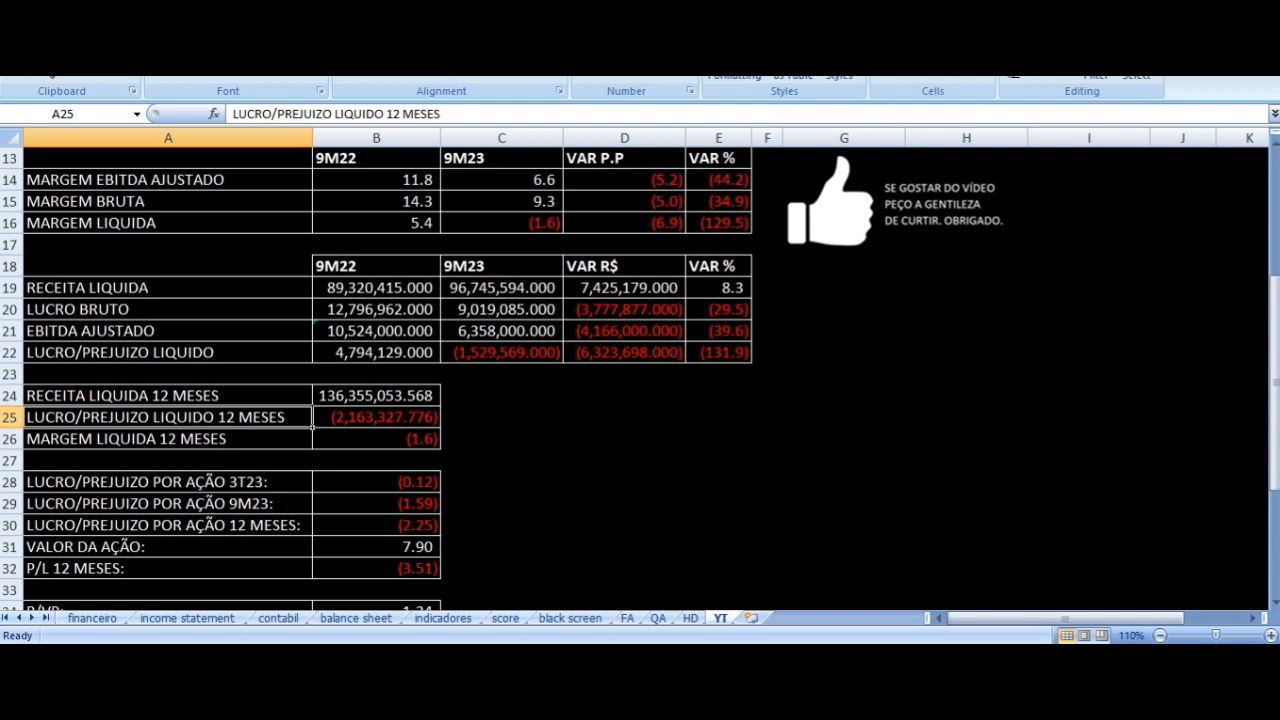 Clipboard Font Alignment Number Styles Cells Editing
A25 fx LUCRO/PREJUIZO LIQUIDO 12 MESES
A B C D E F G H I J K
13 9M22 9M23 VAR P.P VAR %
14 MARGEM EBITDA AJUSTADO 11.8 6.6 (5.2) (44.2)
15 MARGEM BRUTA 14.3 9.3 (5.0) (34.9)
16 MARGEM LIQUIDA 5.4 (1.6) (6.9) (129.5)
SE GOSTAR DO VÍDEO
PEÇO A GENTILEZA
DE CURTIR. OBRIGADO.
17
18 9M22 9M23 VAR R$ VAR %
19 RECEITA LIQUIDA 89,320,415.000 96,745,594.000 7,425,179.000 8.3
20 LUCRO BRUTO 12,796,962.000 9,019,085.000 (3,777,877.000) (29.5)
21 EBITDA AJUSTADO 10,524,000.000 6,358,000.000 (4,166,000.000) (39.6)
22 LUCRO/PREJUIZO LIQUIDO 4,794,129.000 (1,529,569.000) (6,323,698.000) (131.9)
23
24 RECEITA LIQUIDA 12 MESES 136,355,053.568
25 LUCRO/PREJUIZO LIQUIDO 12 MESES (2,163,327.776)
26 MARGEM LIQUIDA 12 MESES (1.6)
27
28 LUCRO/PREJUIZO POR AÇÃO 3T23: (0.12)
29 LUCRO/PREJUIZO POR AÇÃO 9M23: (1.59)
30 LUCRO/PREJUIZO POR AÇÃO 12 MESES: (2.25)
31 VALOR DA AÇÃO: 7.90
32 P/L 12 MESES: (3.51)
33
financeiro income statement contabil balance sheet indicadores score black screen FA QA HD YT
Ready 110%